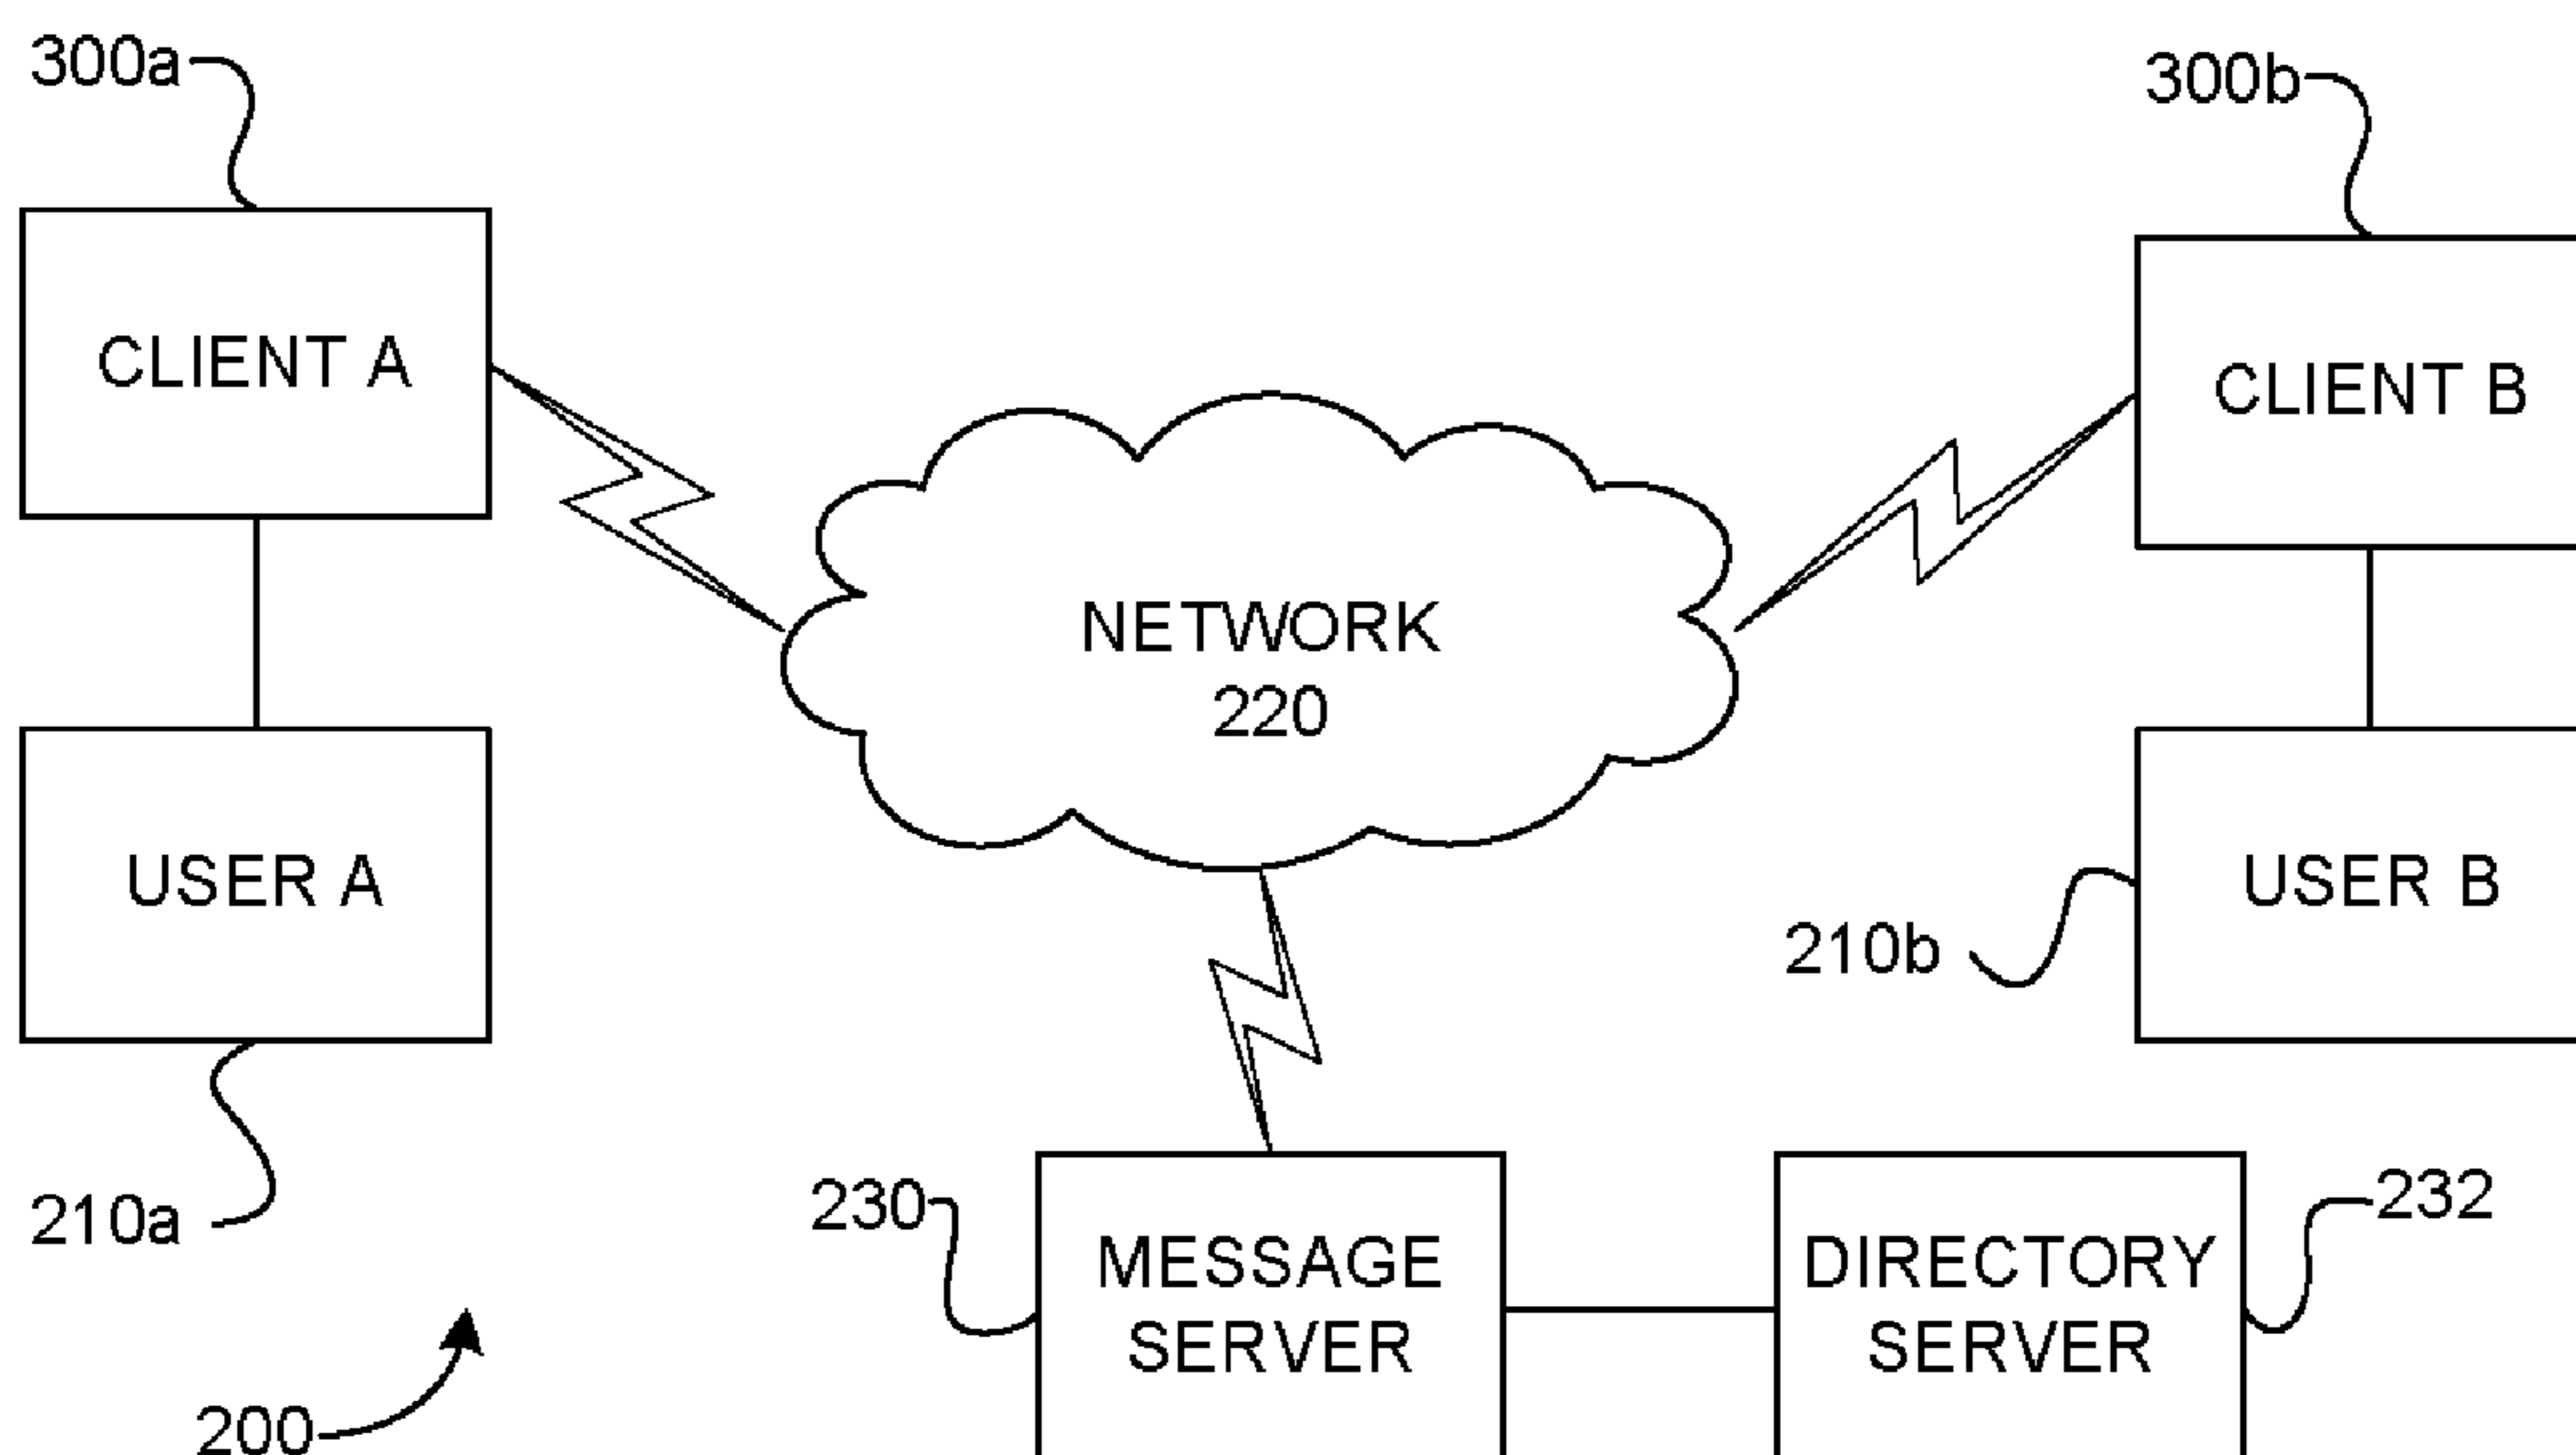 300a
300b
CLIENT A
CLIENT B
NETWORK
220
USER A
USER B
210b
210a
230
MESSAGE
SERVER
DIRECTORY
SERVER
232
200